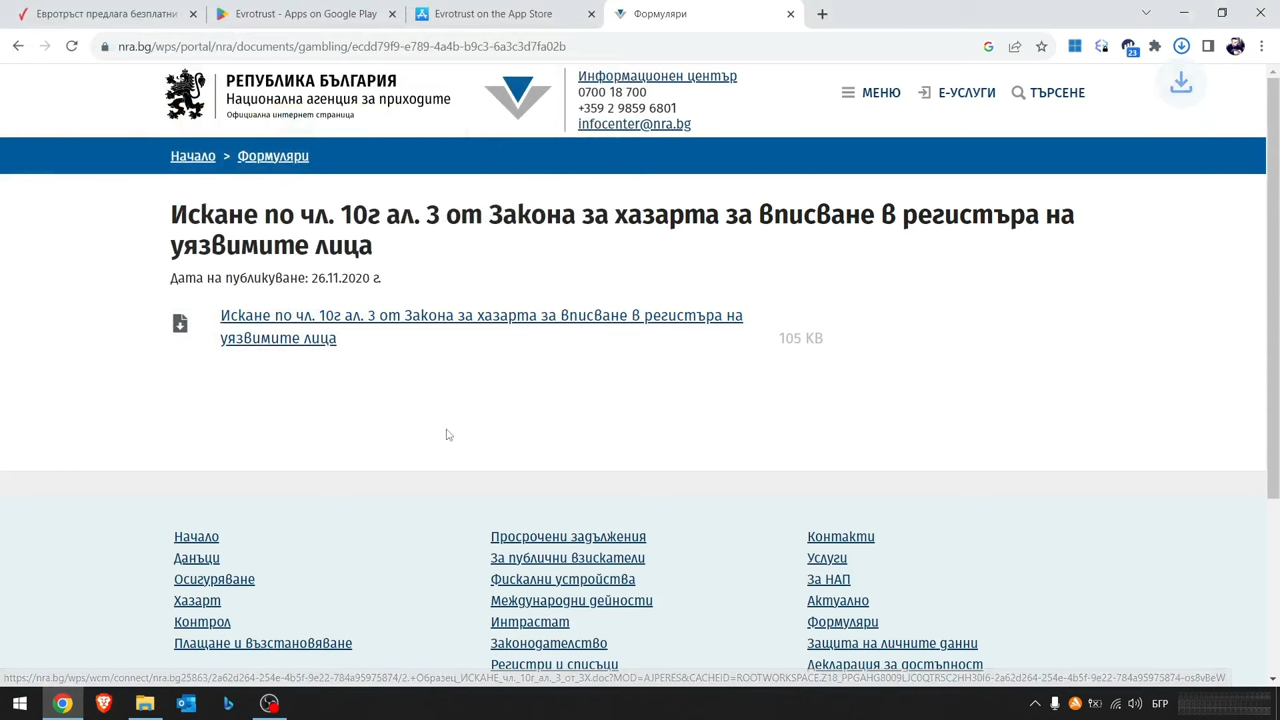 Евротръст предлага безплатни
Evrotrust - Apps on Google Play
Evrotrust on the App Store
Формуляри
nra.bg/wps/portal/nra/documents/gambling/ecdd79f9-e789-4a4b-b9c3-6a3c3d7fa02b
23
РЕПУБЛИКА БЪЛГАРИЯ
Национална агенция за приходите
Официална интернет страница
Информационен център
0700 18 700
+359 2 9859 6801
infocenter@nra.bg
МЕНЮ
Е-УСЛУГИ
ТЪРСЕНЕ
Начало > Формуляри
Искане по чл. 10г ал. 3 от Закона за хазарта за вписване в регистъра на
уязвимите лица
Дата на публикуване: 26.11.2020 г.
Искане по чл. 10г ал. 3 от Закона за хазарта за вписване в регистъра на
уязвимите лица
105 KB
Начало
Данъци
Осигуряване
Хазарт
Контрол
Плащане и възстановяване
Просрочени задължения
За публични взискатели
Фискални устройства
Международни дейности
Интрастат
Законодателство
Регистри и списъци
Контакти
Услуги
За НАП
Актуално
Формуляри
Защита на личните данни
Декларация за достъпност
БГР